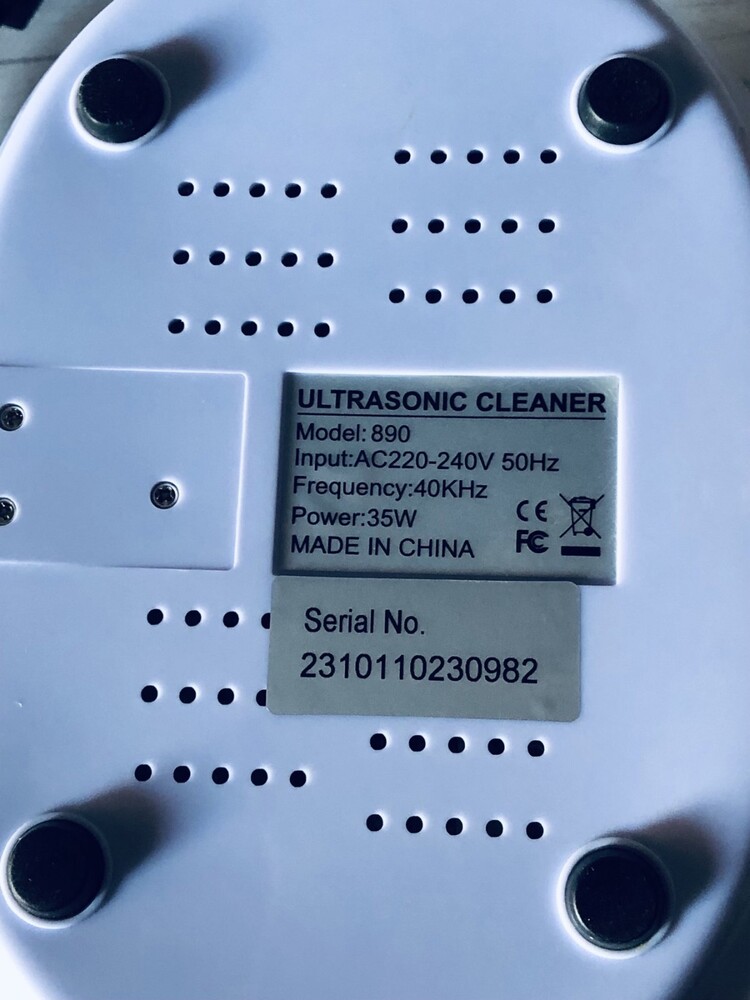 ULTRASONIC CLEANER
Model: 890
Input:AC220-240V 50Hz
Frequency:40KHz
Power:35W
CE
FC
MADE IN CHINA
Serial No.
2310110230982